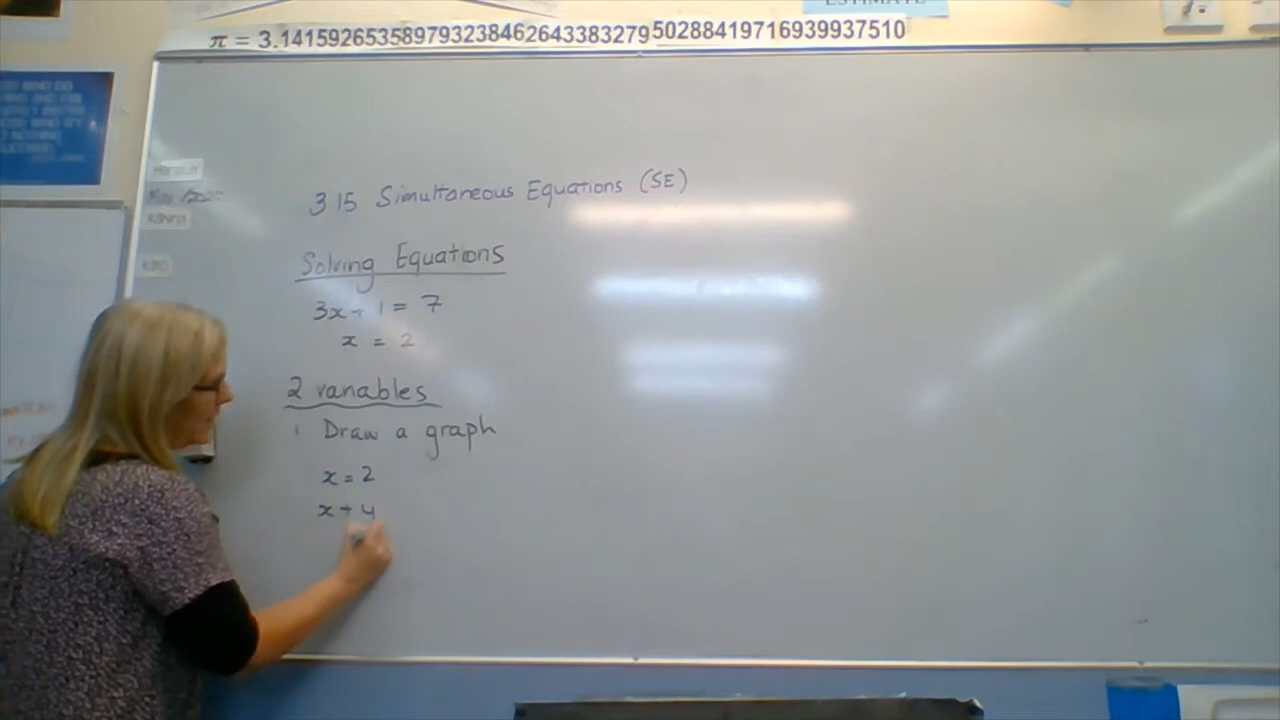 ESTIMATE
π = 3.14159265358979323846264338327950288419716939937510
3.15 Simultaneous Equations (SE)
Solving Equations
3x + 1 = 7
x = 2
2 variables
1 Draw a graph
x = 2
x + y